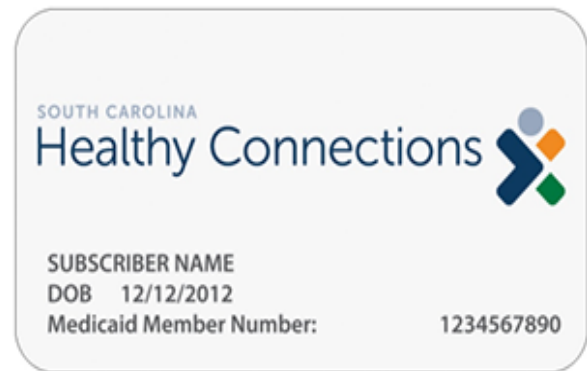 SOUTH CAROLINA
Healthy Connections
SUBSCRIBER NAME
DOB 12/12/2012
Medicaid Member Number: 1234567890